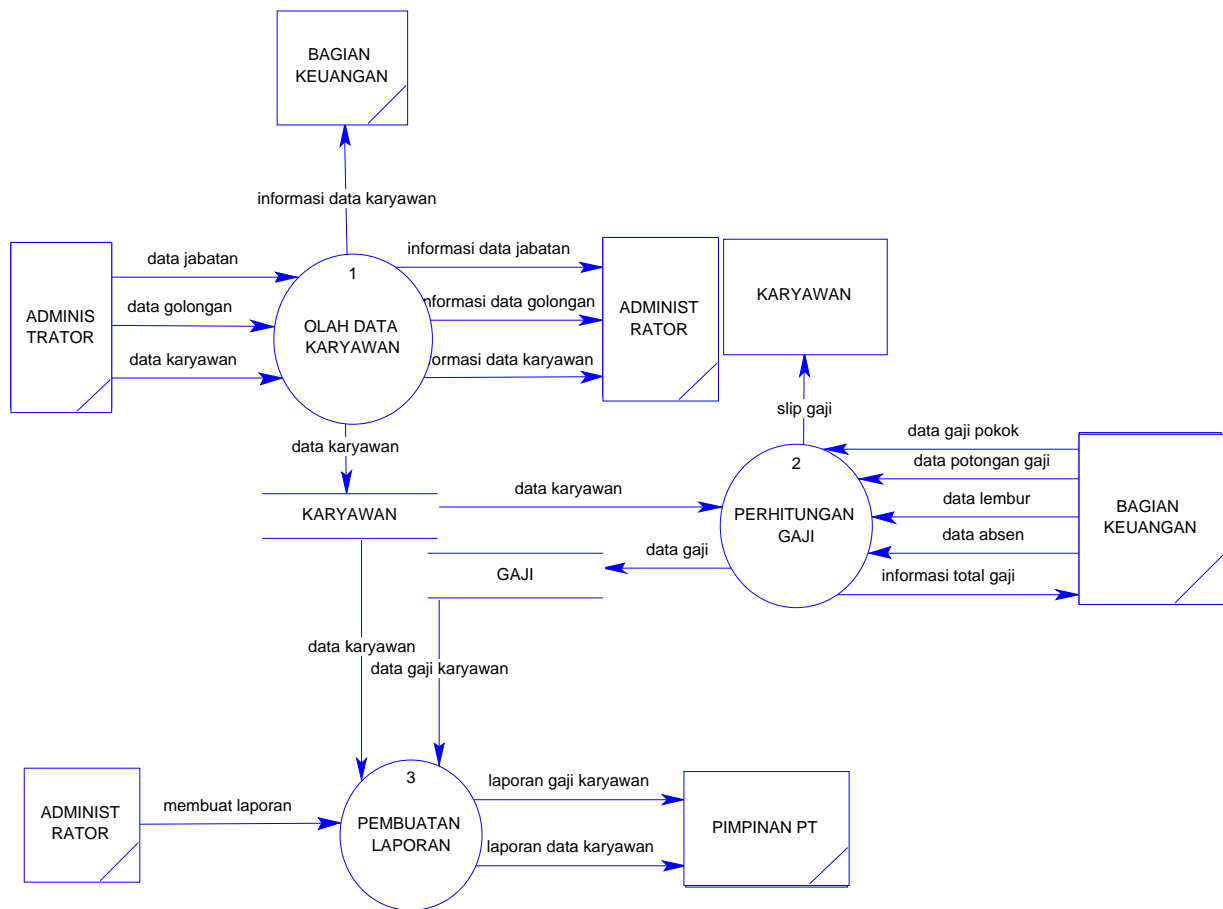 BAGIAN
KEUANGAN
informasi data karyawan
data jabatan
data golongan
data karyawan
ADMINIS
TRATOR
1
OLAH DATA
KARYAWAN
informasi data jabatan
informasi data golongan
informasi data karyawan
ADMINIST
RATOR
KARYAWAN
slip gaji
data karyawan
KARYAWAN
data karyawan
2
PERHITUNGAN
GAJI
data gaji pokok
data potongan gaji
data lembur
data absen
informasi total gaji
BAGIAN
KEUANGAN
data gaji
GAJI
data karyawan
data gaji karyawan
ADMINIST
RATOR
membuat laporan
3
PEMBUATAN
LAPORAN
laporan gaji karyawan
laporan data karyawan
PIMPINAN PT